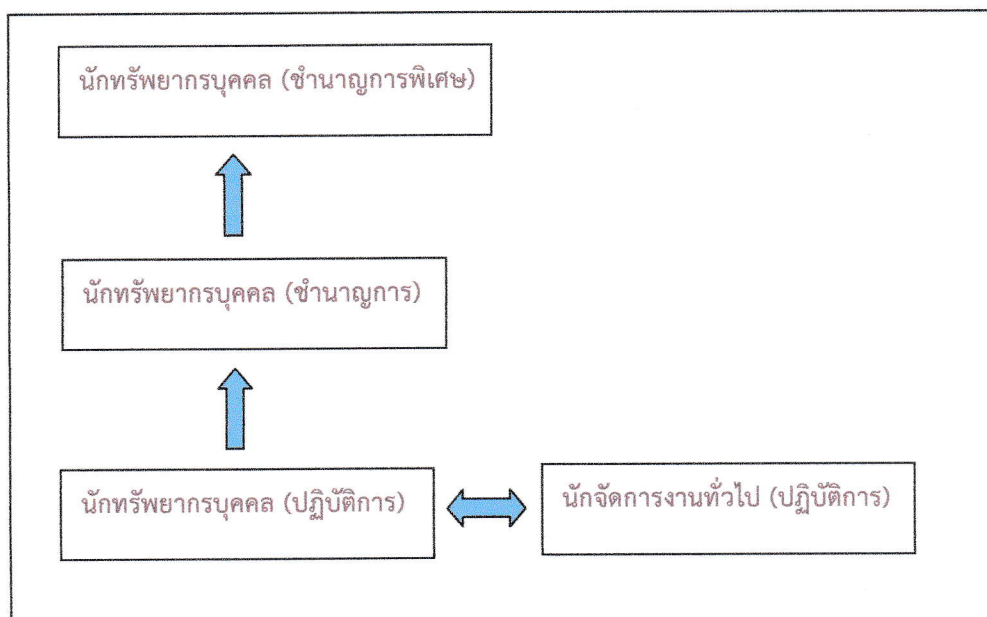 นักทรัพยากรบุคคล (ชำนาญการพิเศษ)
นักทรัพยากรบุคคล (ชำนาญการ)
นักทรัพยากรบุคคล (ปฏิบัติการ)
นักจัดการงานทั่วไป (ปฏิบัติการ)